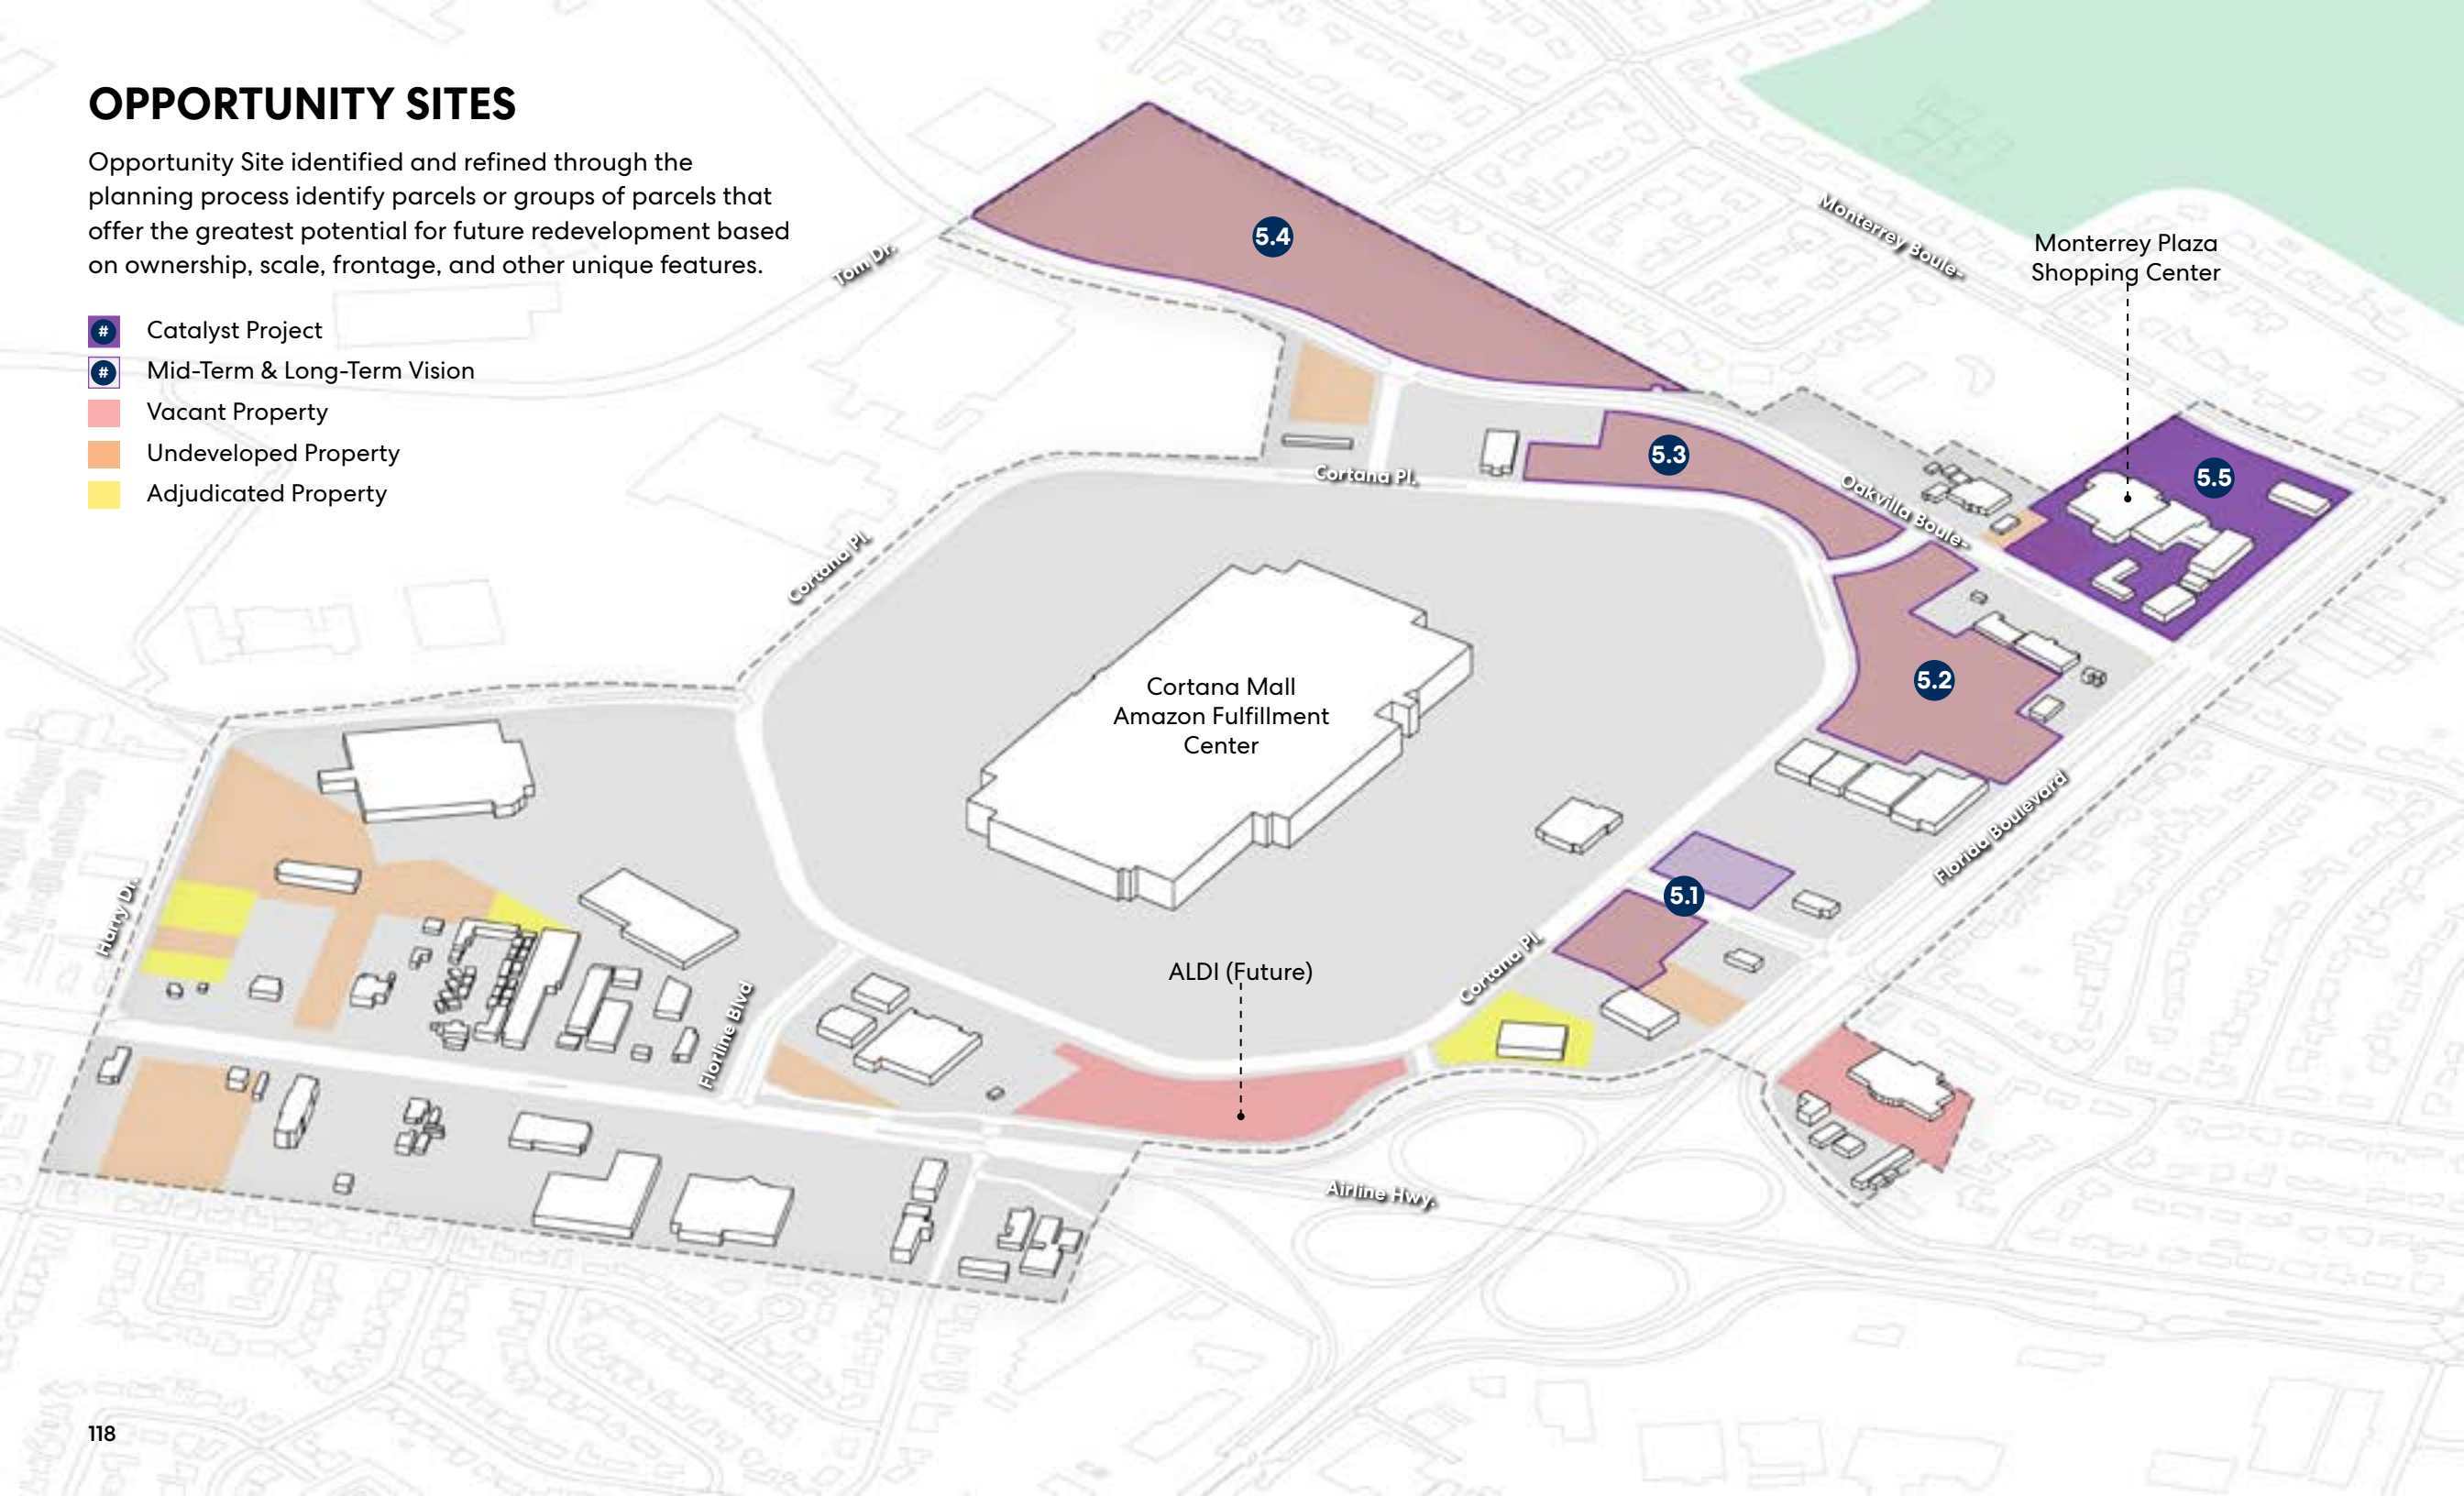 OPPORTUNITY SITES
Opportunity Site identified and refined through the
planning process identify parcels or groups of parcels that
offer the greatest potential for future redevelopment based
on ownership, scale, frontage, and other unique features.
# Catalyst Project
# Mid-Term & Long-Term Vision
Vacant Property
Undeveloped Property
Adjudicated Property
5.4
Tom Dr.
Monterrey Boule-
Monterrey Plaza
Shopping Center
5.3
5.5
Cortana Pl.
Oakvilla Boule-
Cortana Pl.
Cortana Mall
Amazon Fulfillment
Center
5.2
Florida Boulevard
5.1
Harry Dr.
Cortana Pl.
ALDI (Future)
Florline Blvd
Airline Hwy.
118